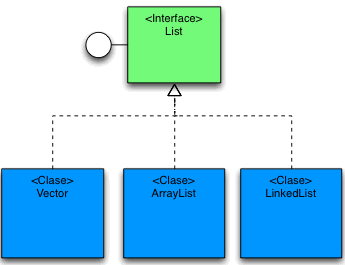 <Interface>
List
<Clase>
Vector
<Clase>
ArrayList
<Clase>
LinkedList